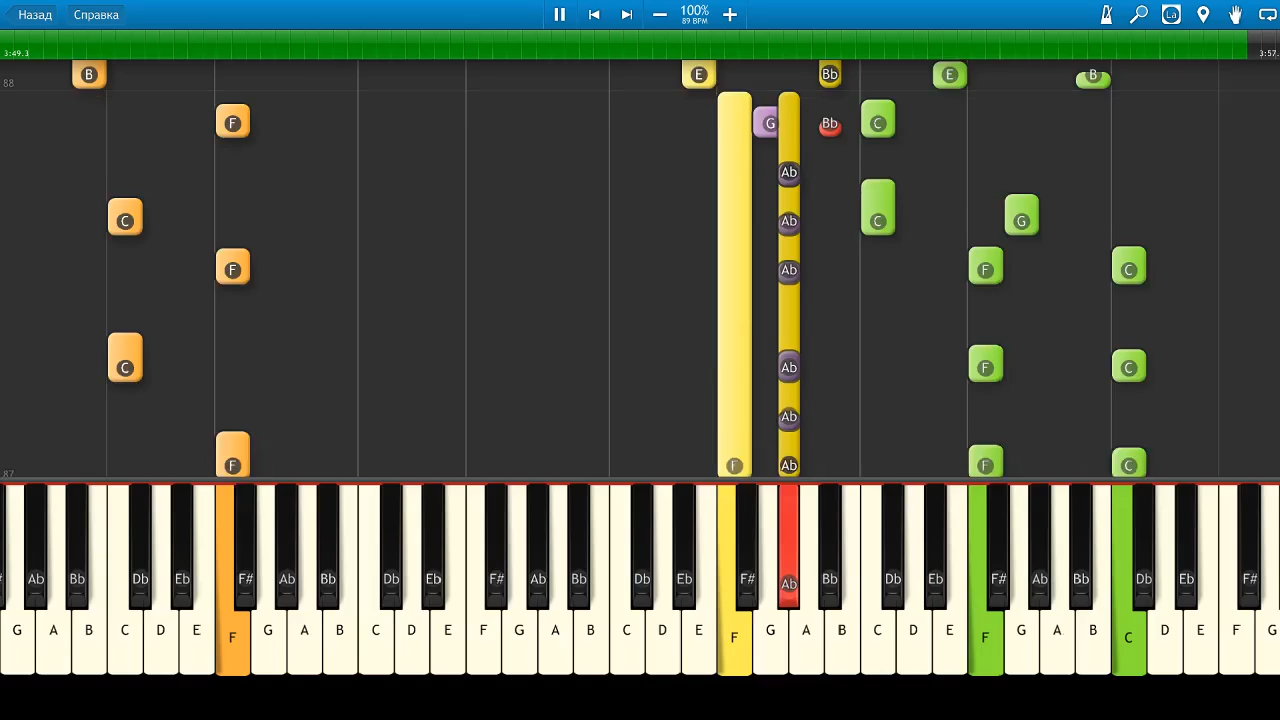 Назад Справка 100% La
89 BPM
3:49.3 3:57.
88 B E Bb E B
F G Bb C
Ab
C Ab C G
F Ab F C
C Ab F C
Ab
87 F F Ab F C
Ab Bb Db Eb F# Ab Bb Db Eb F# Ab Bb Db Eb F# Ab Bb Db Eb F# Ab Bb Db Eb F#
G A B C D E F G A B C D E F G A B C D E F G A B C D E F G A B C D E F G